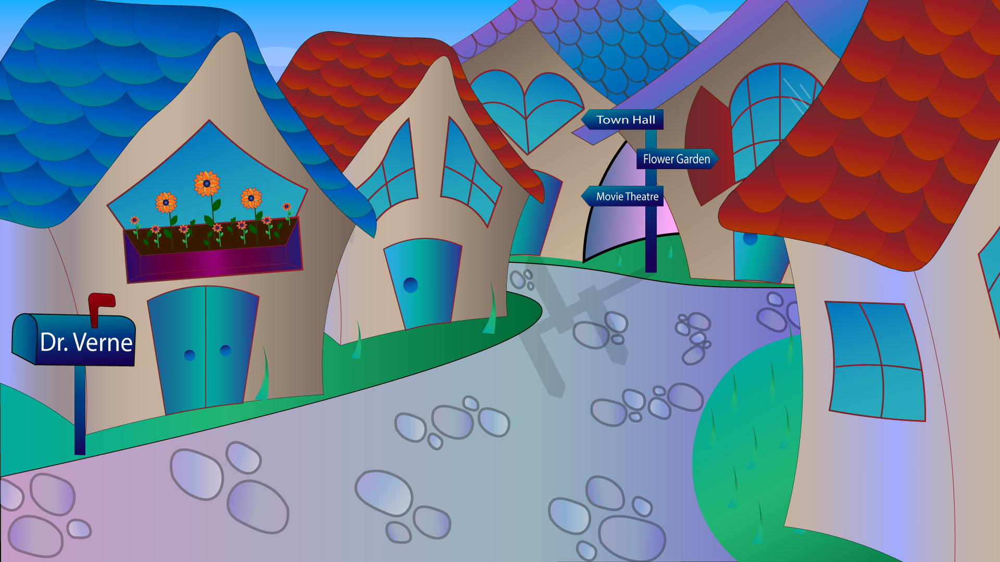 Town Hall
Flower Garden
Movie Theatre
Dr. Verne